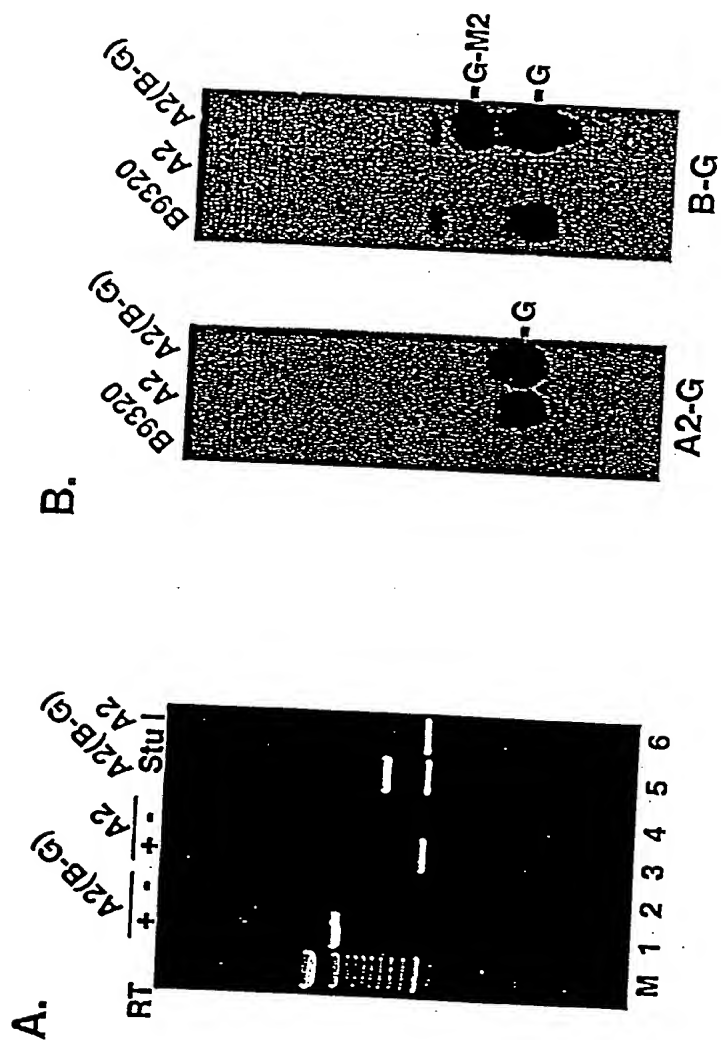 A.
A2(B-G) A2 A2(B-G) A2
RT + - + - Stu I
M 1 2 3 4 5 6
B.
B9320 A2 A2(B-G)
G
A2-G
B9320 A2 A2(B-G)
G-M2
G
B-G